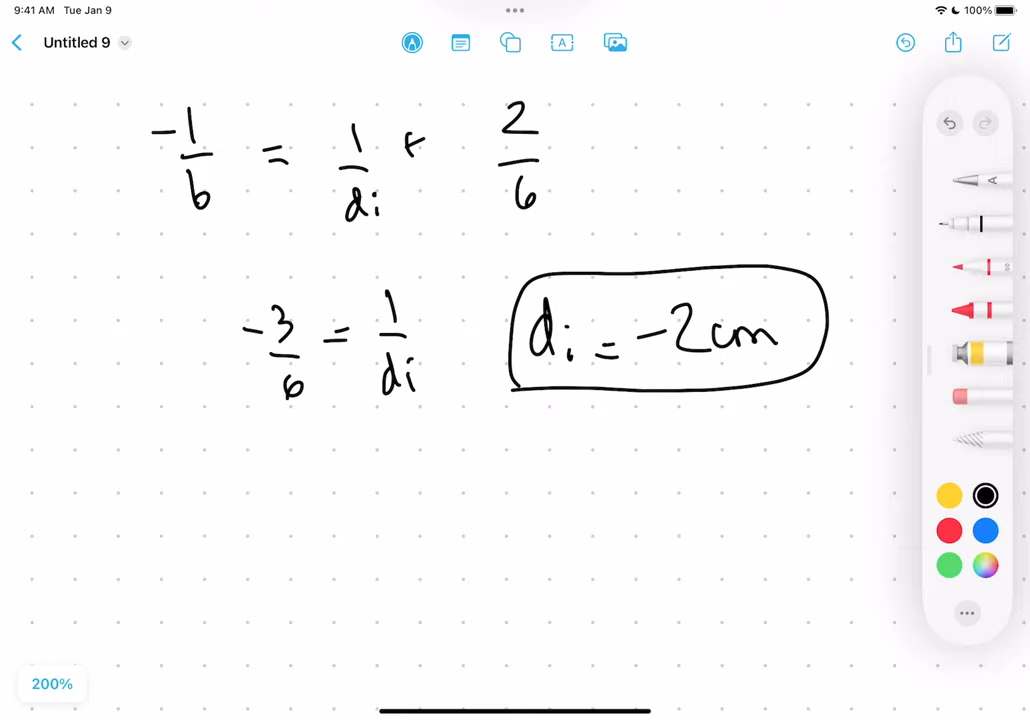 9:41 AM Tue Jan 9 100%
Untitled 9
-1/6 = 1/di + 2/6
-3/6 = 1/di
di = -2cm
200%